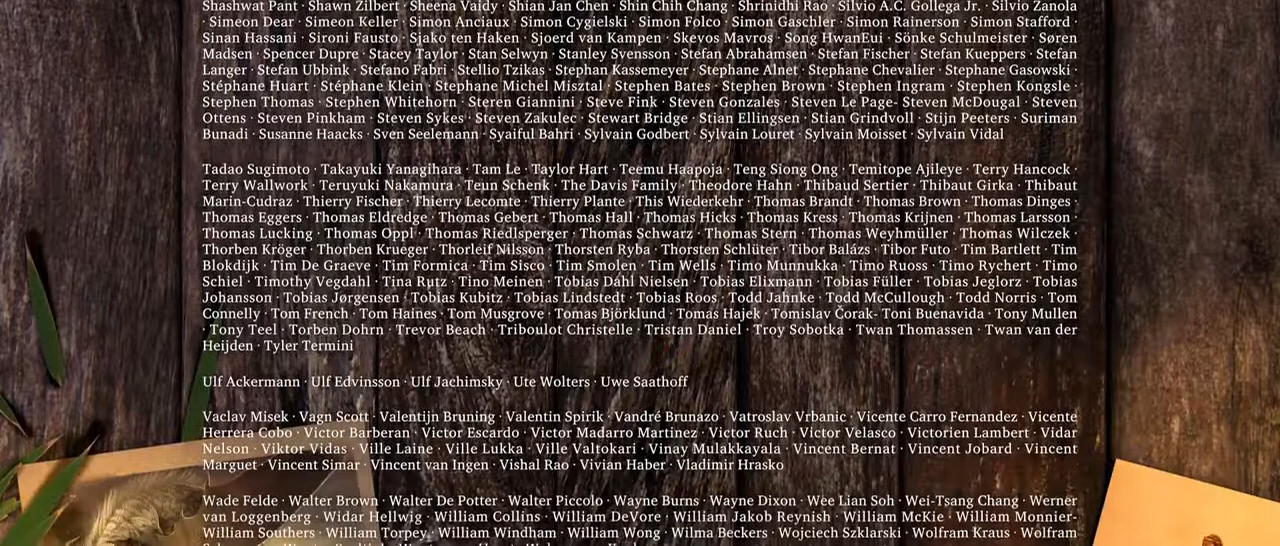 Shashwat Pant · Shawn Zilbert · Sheena Vaidy · Shian Jan Chen · Shin Chih Chang · Shrinidhi Rao · Silvio A.C. Gollega Jr. · Silvio Zanola
· Simeon Dear · Simeon Keller · Simon Anciaux · Simon Cygielski · Simon Folco · Simon Gaschler · Simon Rainerson · Simon Stafford ·
Sinan Hassani · Sironi Fausto · Sjako ten Haken · Sjoerd van Kampen · Skevos Mavros · Song HwanEui · Sönke Schulmeister · Søren
Madsen · Spencer Dupre · Stacey Taylor · Stan Selwyn · Stanley Svensson · Stefan Abrahamsen · Stefan Fischer · Stefan Kueppers · Stefan
Langer · Stefan Ubbink · Stefano Fabri · Stellio Tzikas · Stephan Kassemeyer · Stephane Alnet · Stephane Chevalier · Stephane Gasowski ·
Stéphane Huart · Stéphane Klein · Stephane Michel Misztal · Stephen Bates · Stephen Brown · Stephen Ingram · Stephen Kongsle ·
Stephen Thomas · Stephen Whitehorn · Steren Giannini · Steve Fink · Steven Gonzales · Steven Le Page- Steven McDougal · Steven
Ottens · Steven Pinkham · Steven Sykes · Steven Zakulec · Stewart Bridge · Stian Ellingsen · Stian Grindvoll · Stijn Peeters · Suriman
Bunadi · Susanne Haacks · Sven Seelemann · Syaiful Bahri · Sylvain Godbert · Sylvain Louret · Sylvain Moisset · Sylvain Vidal
Tadao Sugimoto · Takayuki Yanagihara · Tam Le · Taylor Hart · Teemu Haapoja · Teng Siong Ong · Temitope Ajileye · Terry Hancock ·
Terry Wallwork · Teruyuki Nakamura · Teun Schenk · The Davis Family · Theodore Hahn · Thibaud Sertier · Thibaut Girka · Thibaut
Marin-Cudraz · Thierry Fischer · Thierry Lecomte · Thierry Plante · This Wiederkehr · Thomas Brandt · Thomas Brown · Thomas Dinges ·
Thomas Eggers · Thomas Eldredge · Thomas Gebert · Thomas Hall · Thomas Hicks · Thomas Kress · Thomas Krijnen · Thomas Larsson ·
Thomas Lucking · Thomas Oppl · Thomas Riedlsperger · Thomas Schwarz · Thomas Stern · Thomas Weyhmüller · Thomas Wilczek ·
Thorben Kröger · Thorben Krueger · Thorleif Nilsson · Thorsten Ryba · Thorsten Schlüter · Tibor Balázs · Tibor Futo · Tim Bartlett · Tim
Blokdijk · Tim De Graeve · Tim Formica · Tim Sisco · Tim Smolen · Tim Wells · Timo Munnukka · Timo Ruoss · Timo Rychert · Timo
Schiel · Timothy Vegdahl · Tina Rutz · Tino Meinen · Tobias Dáhl Nielsen · Tobias Elixmann · Tobias Füller · Tobias Jeglorz · Tobias
Johansson · Tobias Jørgensen · Tobias Kubitz · Tobias Lindstedt · Tobias Roos · Todd Jahnke · Todd McCullough · Todd Norris · Tom
Connelly · Tom French · Tom Haines · Tom Musgrove · Tomas Björklund · Tomas Hajek · Tomislav Čorak- Toni Buenavida · Tony Mullen
· Tony Teel · Torben Dohrn · Trevor Beach · Triboulot Christelle · Tristan Daniel · Troy Sobotka · Twan Thomassen · Twan van der
Heijden · Tyler Termini
Ulf Ackermann · Ulf Edvinsson · Ulf Jachimsky · Ute Wolters · Uwe Saathoff
Vaclav Misek · Vagn Scott · Valentijn Bruning · Valentin Spirik · Vandré Brunazo · Vatroslav Vrbanic · Vicente Carro Fernandez · Vicente
Herrera Cobo · Victor Barberan · Victor Escardo · Victor Madarro Martinez · Victor Ruch · Victor Velasco · Victorien Lambert · Vidar
Nelson · Viktor Vidas · Ville Laine · Ville Lukka · Ville Valtokari · Vinay Mulakkayala · Vincent Bernat · Vincent Jobard · Vincent
Marguet · Vincent Simar · Vincent van Ingen · Vishal Rao · Vivian Haber · Vladimir Hrasko
Wade Felde · Walter Brown · Walter De Potter · Walter Piccolo · Wayne Burns · Wayne Dixon · Wee Lian Soh · Wei-Tsang Chang · Werner
van Loggenberg · Widar Hellwig · William Collins · William DeVore · William Jakob Reynish · William McKie · William Monnier-
William Southers · William Torpey · William Windham · William Wong · Wilma Beckers · Wojciech Szklarski · Wolfram Kraus · Wolfram